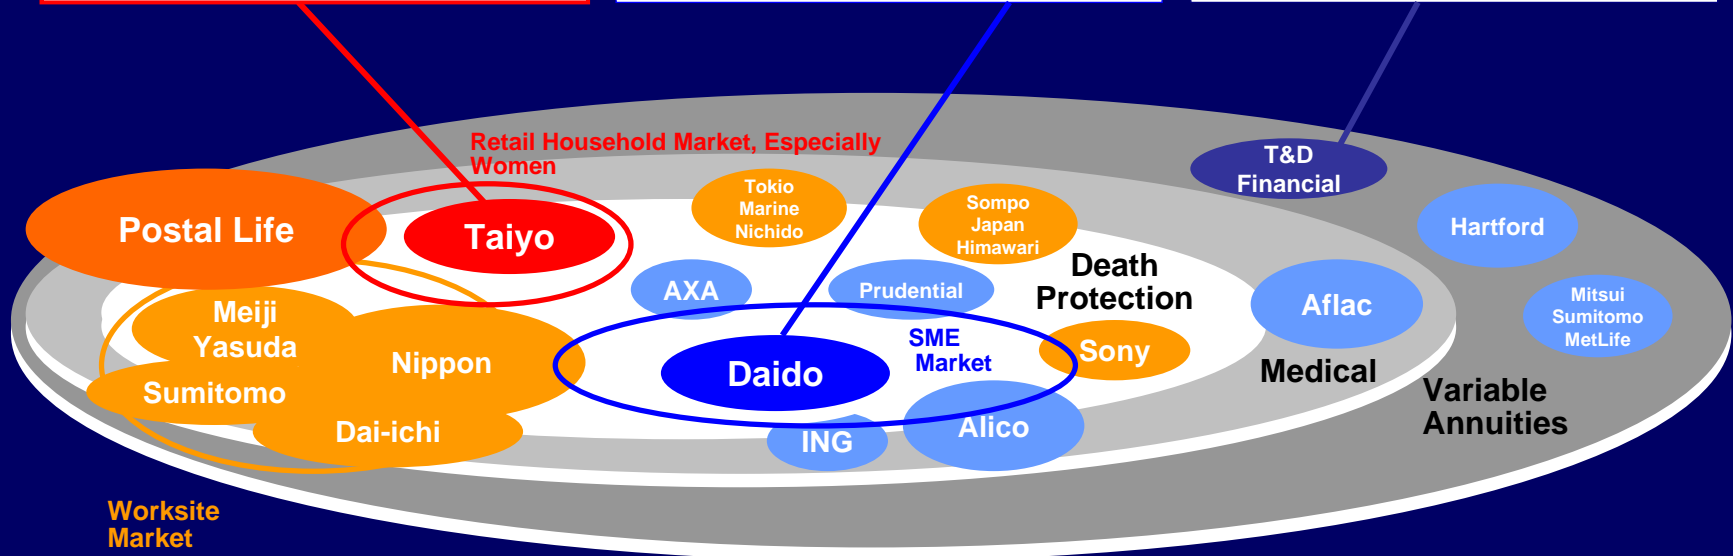 Retail Household Market, Especially
Women
Postal Life
Taiyo
Tokio
Marine
Nichido
Sompo
Japan
Himawari
T&D
Financial
Hartford
AXA
Prudential
Death
Protection
Aflac
Mitsui
Sumitomo
MetLife
Meiji
Yasuda
Nippon
Sumitomo
Dai-ichi
Daido
SME
Market
Sony
Medical
Variable
Annuities
ING
Alico
Worksite
Market